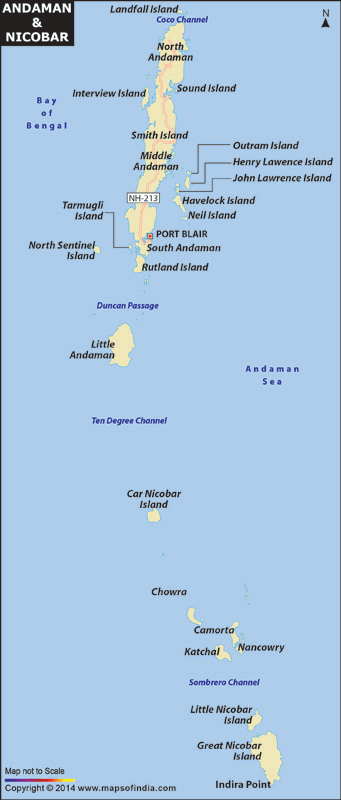 ANDAMAN
&
NICOBAR
N
Landfall Island
Coco Channel
North
Andaman
Bay
of
Bengal
Interview Island
Sound Island
Smith Island
Middle
Andaman
Outram Island
Henry Lawence Island
John Lawrence Island
NH-213
Havelock Island
Tarmugli
Island
Neil Island
PORT BLAIR
North Sentinel
Island
South Andaman
Rutland Island
Duncan Passage
Little
Andaman
Andaman
Sea
Ten Degree Channel
Car Nicobar
Island
Chowra
Camorta
Katchal
Nancowry
Sombrero Channel
Little Nicobar
Island
Great Nicobar
Island
Indira Point
Map not to Scale
Copyright © 2014 www.mapsofindia.com